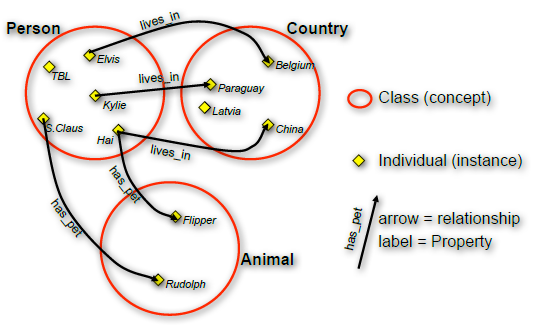 lives_in
Person
Country
Elvis
Belgium
TBL
lives_in
Paraguay
Kylie
Class (concept)
Latvia
S.Claus
China
Hai
lives_in
Individual (instance)
has_pet
has_pet
Flipper
has_pet
arrow = relationship
label = Property
Animal
Rudolph